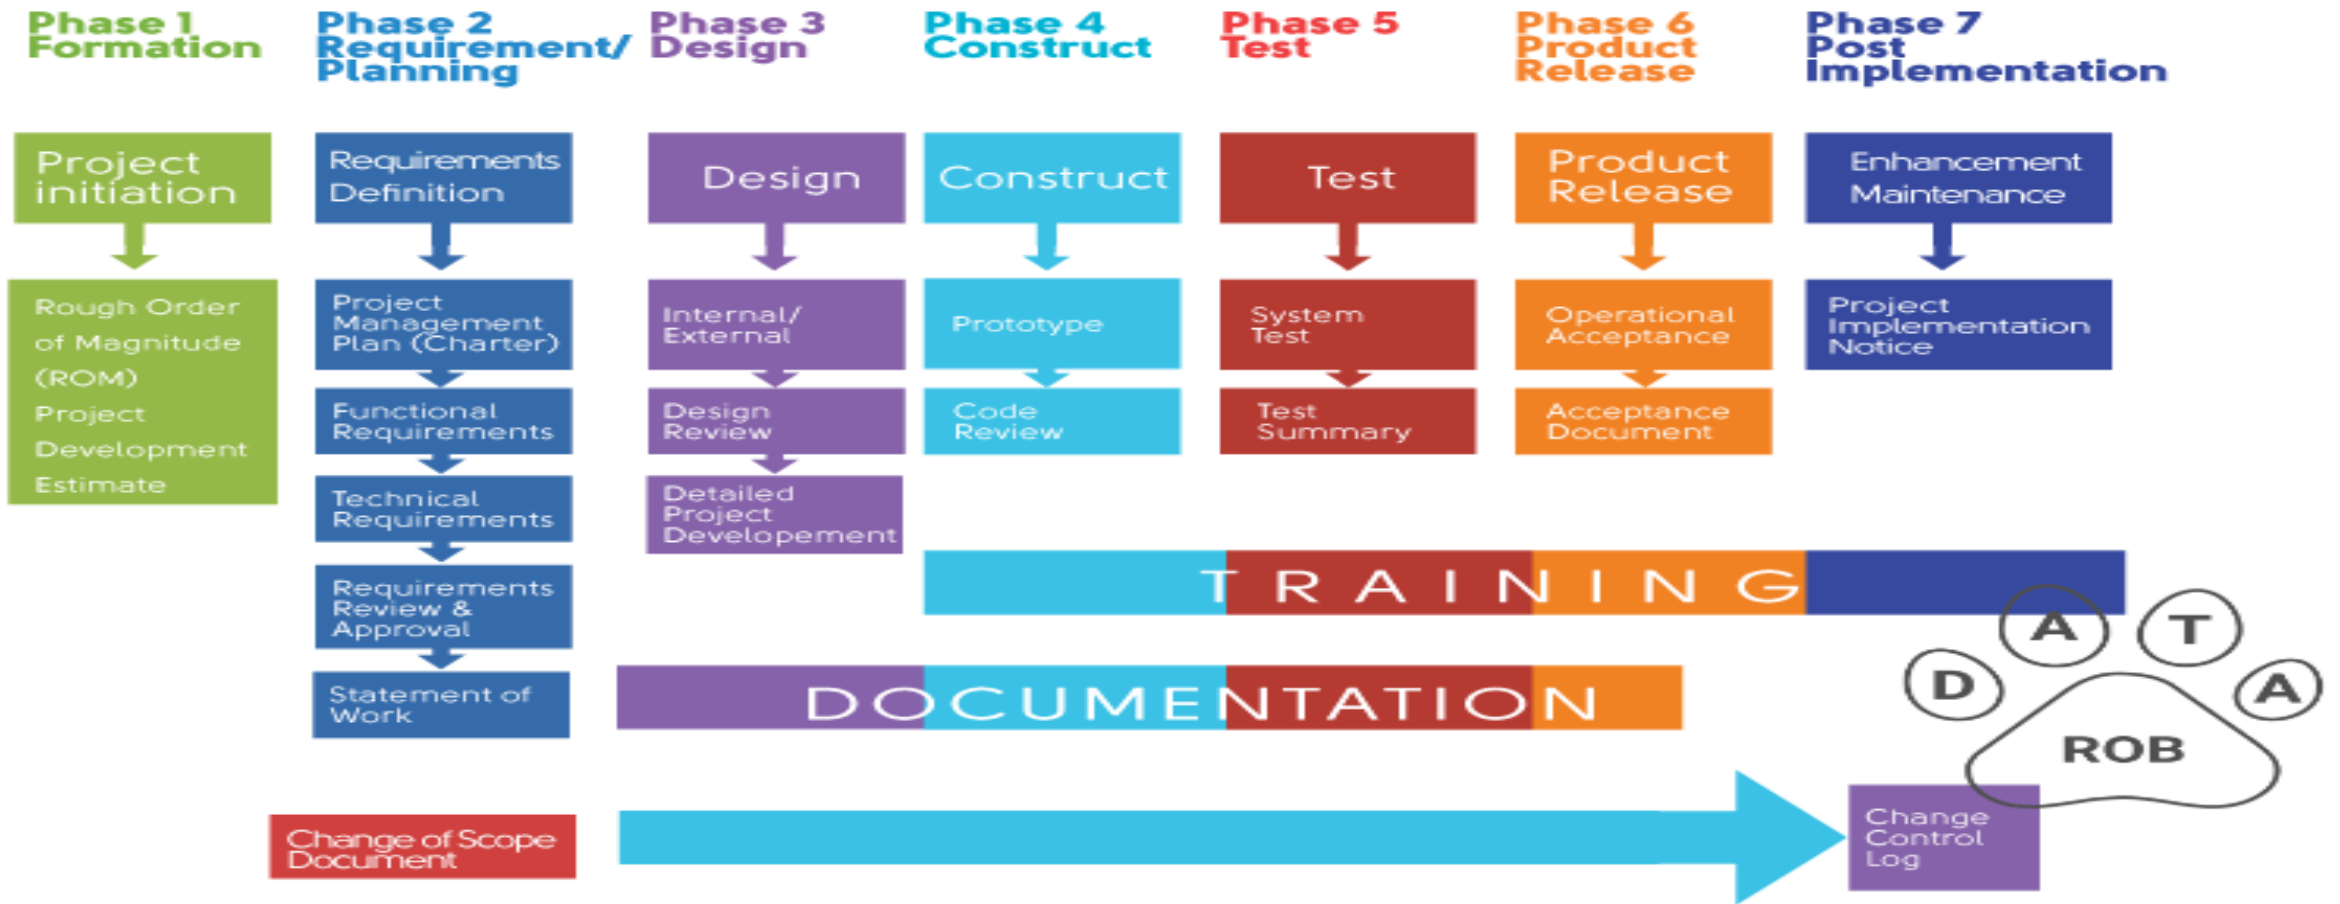 Phase 1
Formation
Phase 2
Requirement/
Planning
Phase 3
Design
Phase 4
Construct
Phase 5
Test
Phase 6
Product
Release
Phase 7
Post
Implementation
Project
initiation
Requirements
Definition
Design
Construct
Test
Product
Release
Enhancement
Maintenance
Rough Order
of Magnitude
(ROM)
Project
Development
Estimate
Project
Management
Plan (Charter)
Functional
Requirements
Technical
Requirements
Requirements
Review &
Approval
Statement of
Work
Internal/
External
Design
Review
Detailed
Project
Developement
Prototype
Code
Review
System
Test
Test
Summary
Operational
Acceptance
Acceptance
Document
Project
Implementation
Notice
TRAINING
DOCUMENTATION
DATA
ROB
Change of Scope
Document
Change
Control
Log